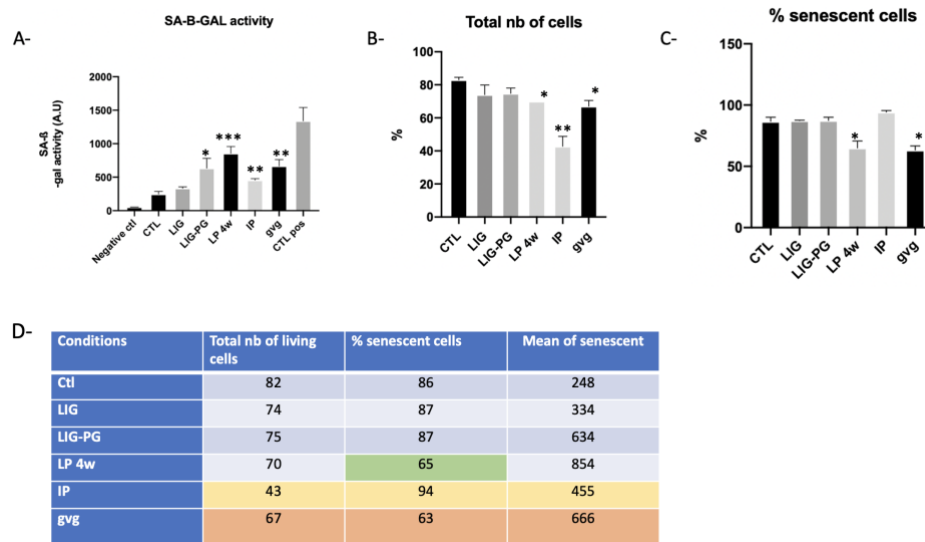 A-
SA-B-GAL activity
SA-ß
-gal activity (A.U)
2000
1500
1000
500
0
*
***
**
**
Negative ctl
CTL
LIG
LIG-PG
LP 4w
IP
gvg
CTL pos
B-
Total nb of cells
%
100
80
60
40
20
0
*
**
*
CTL
LIG
LIG-PG
LP 4w
IP
gvg
C-
% senescent cells
%
150
100
50
0
*
*
CTL
LIG
LIG-PG
LP 4w
IP
gvg
D-
Conditions Total nb of living % senescent cells Mean of senescent
cells
Ctl 82 86 248
LIG 74 87 334
LIG-PG 75 87 634
LP 4w 70 65 854
IP 43 94 455
gvg 67 63 666